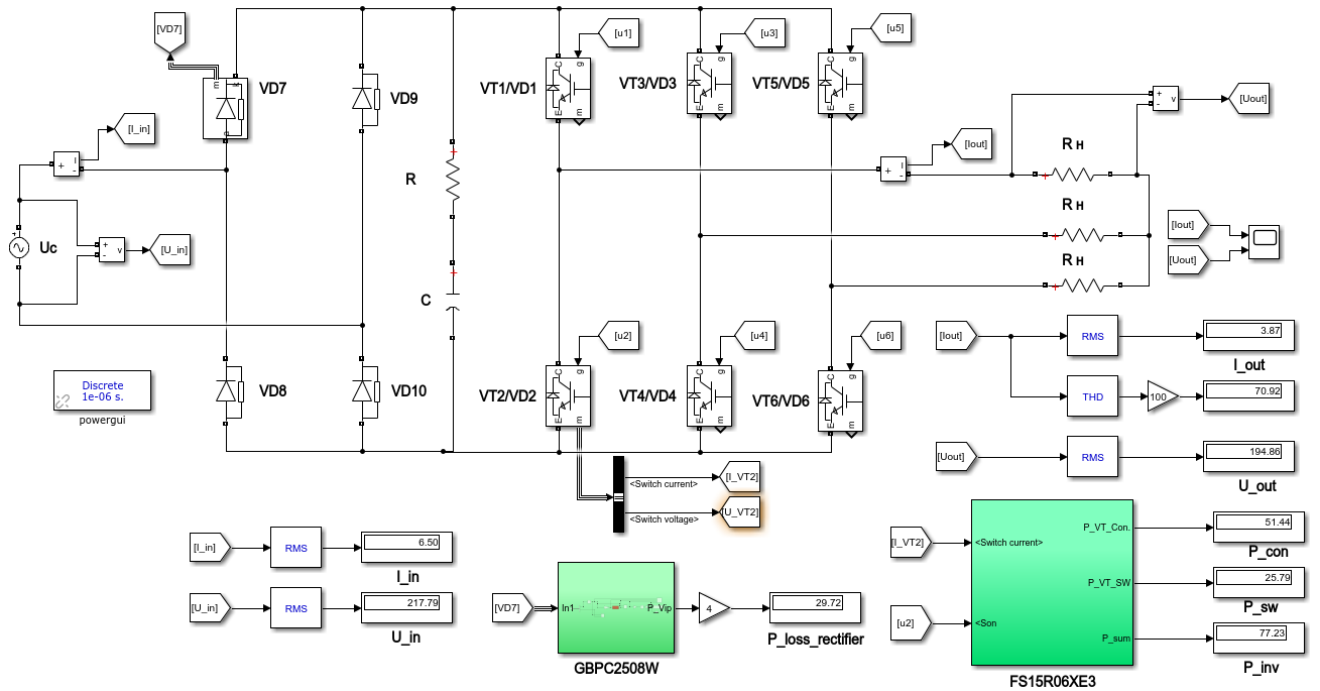 [VD7]
[u1]
[u3]
[u5]
VD7
VD9
VT1/VD1
VT3/VD3
VT5/VD5
C
g
E
m
C
g
E
m
C
g
E
m
m
+
-
v
[Uout]
[I_in]
+
i
-
[Iout]
+
i
-
R н
R
R н
[Iout]
[Uout]
Uc
+
-
v
[U_in]
R н
C
[u2]
[u4]
[u6]
[Iout]
RMS
3.87
I_out
Discrete
1e-06 s.
powergui
VD8
VD10
VT2/VD2
VT4/VD4
VT6/VD6
C
g
E
m
C
g
E
m
C
g
E
m
THD
100
70.92
[Uout]
RMS
194.86
U_out
[I_VT2]
<Switch current>
[U_VT2]
<Switch voltage>
[I_in]
RMS
6.50
I_in
[U_in]
RMS
217.79
U_in
[VD7]
In1
P_Vip
4
29.72
P_loss_rectifier
GBPC2508W
[I_VT2]
<Switch current>
P_VT_Con.
51.44
P_con
P_VT_SW
25.79
P_sw
[u2]
<Son
P_sum
77.23
P_inv
FS15R06XE3